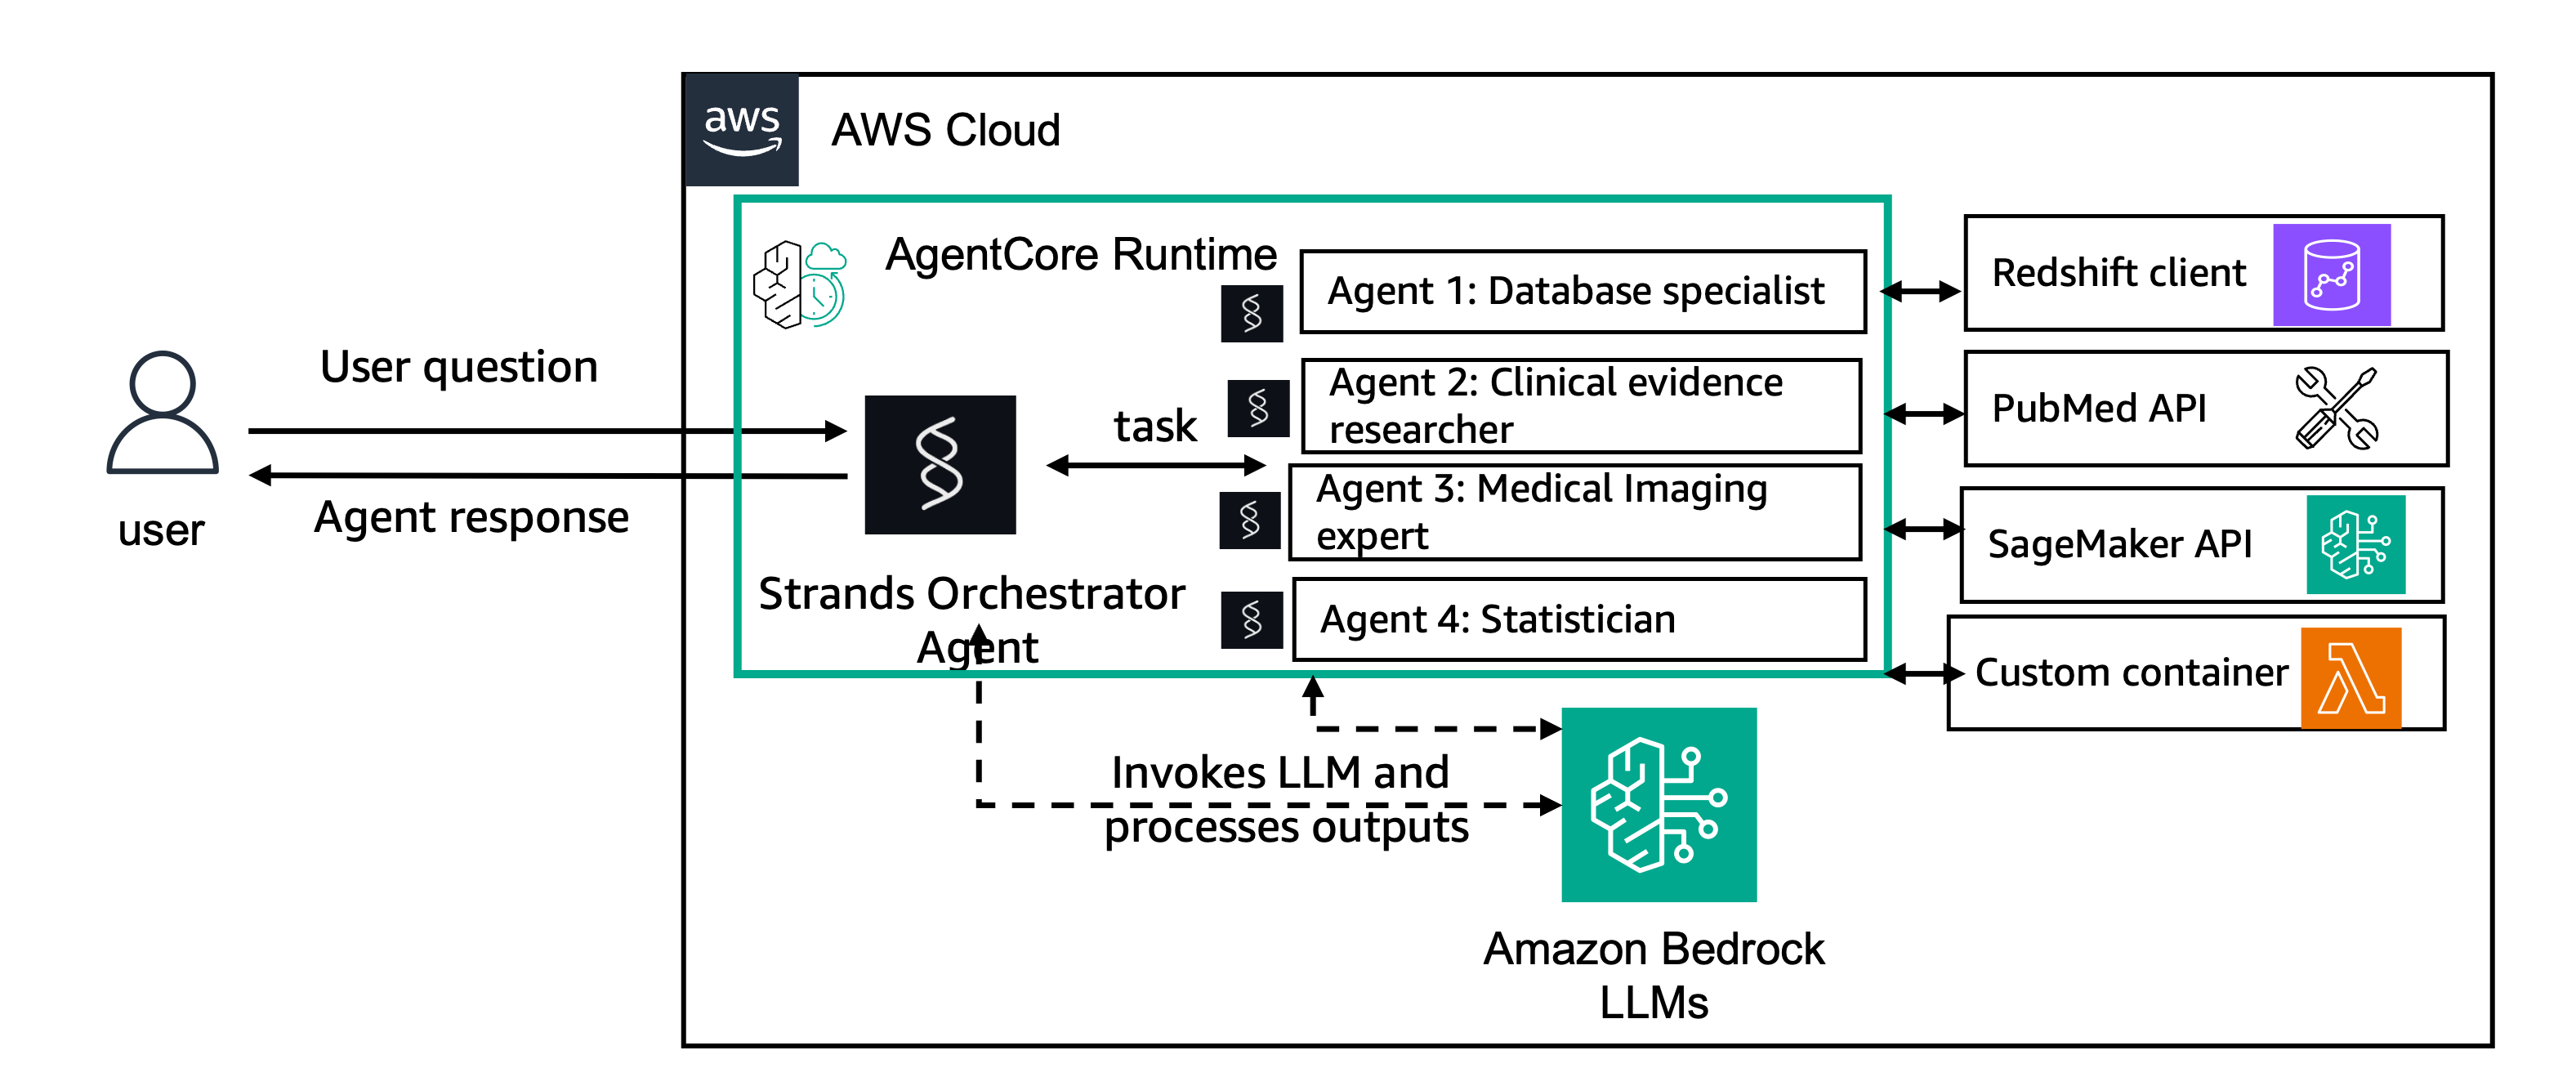 aws
AWS Cloud
AgentCore Runtime
Agent 1: Database specialist
Redshift client
User question
Agent 2: Clinical evidence
researcher
PubMed API
task
Agent response
user
Agent 3: Medical Imaging
expert
SageMaker API
Strands Orchestrator
Agent
Agent 4: Statistician
Custom container
Invokes LLM and
processes outputs
Amazon Bedrock
LLMs